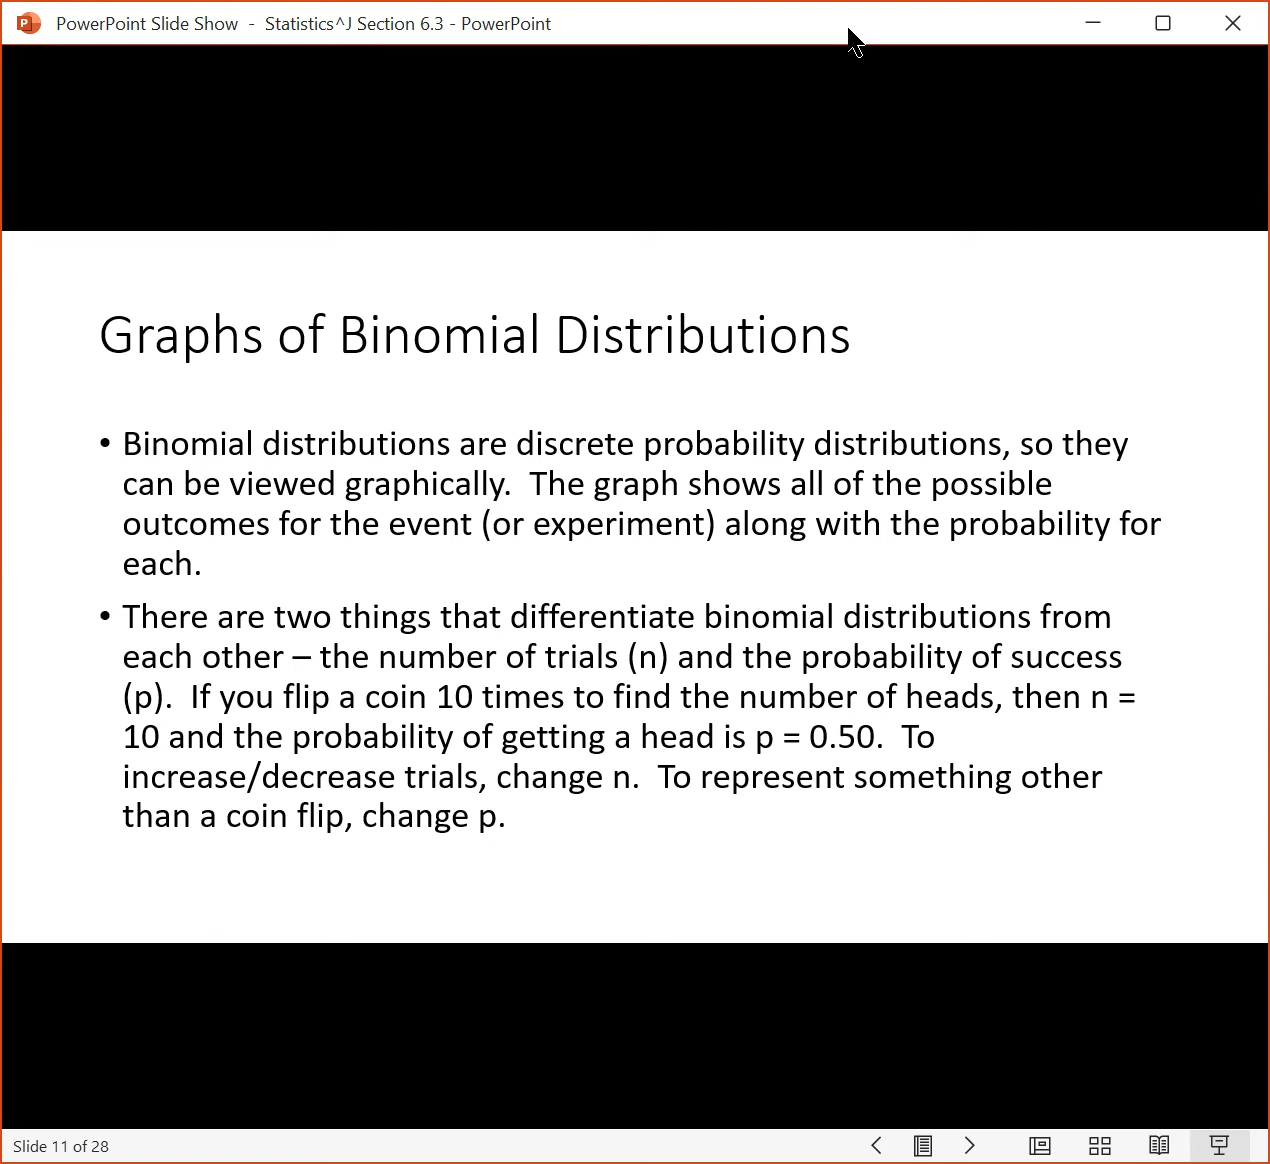 PowerPoint Slide Show - Statistics^J Section 6.3 - PowerPoint
Graphs of Binomial Distributions
• Binomial distributions are discrete probability distributions, so they
can be viewed graphically.  The graph shows all of the possible
outcomes for the event (or experiment) along with the probability for
each.
• There are two things that differentiate binomial distributions from
each other – the number of trials (n) and the probability of success
(p).  If you flip a coin 10 times to find the number of heads, then n =
10 and the probability of getting a head is p = 0.50.  To
increase/decrease trials, change n.  To represent something other
than a coin flip, change p.
Slide 11 of 28